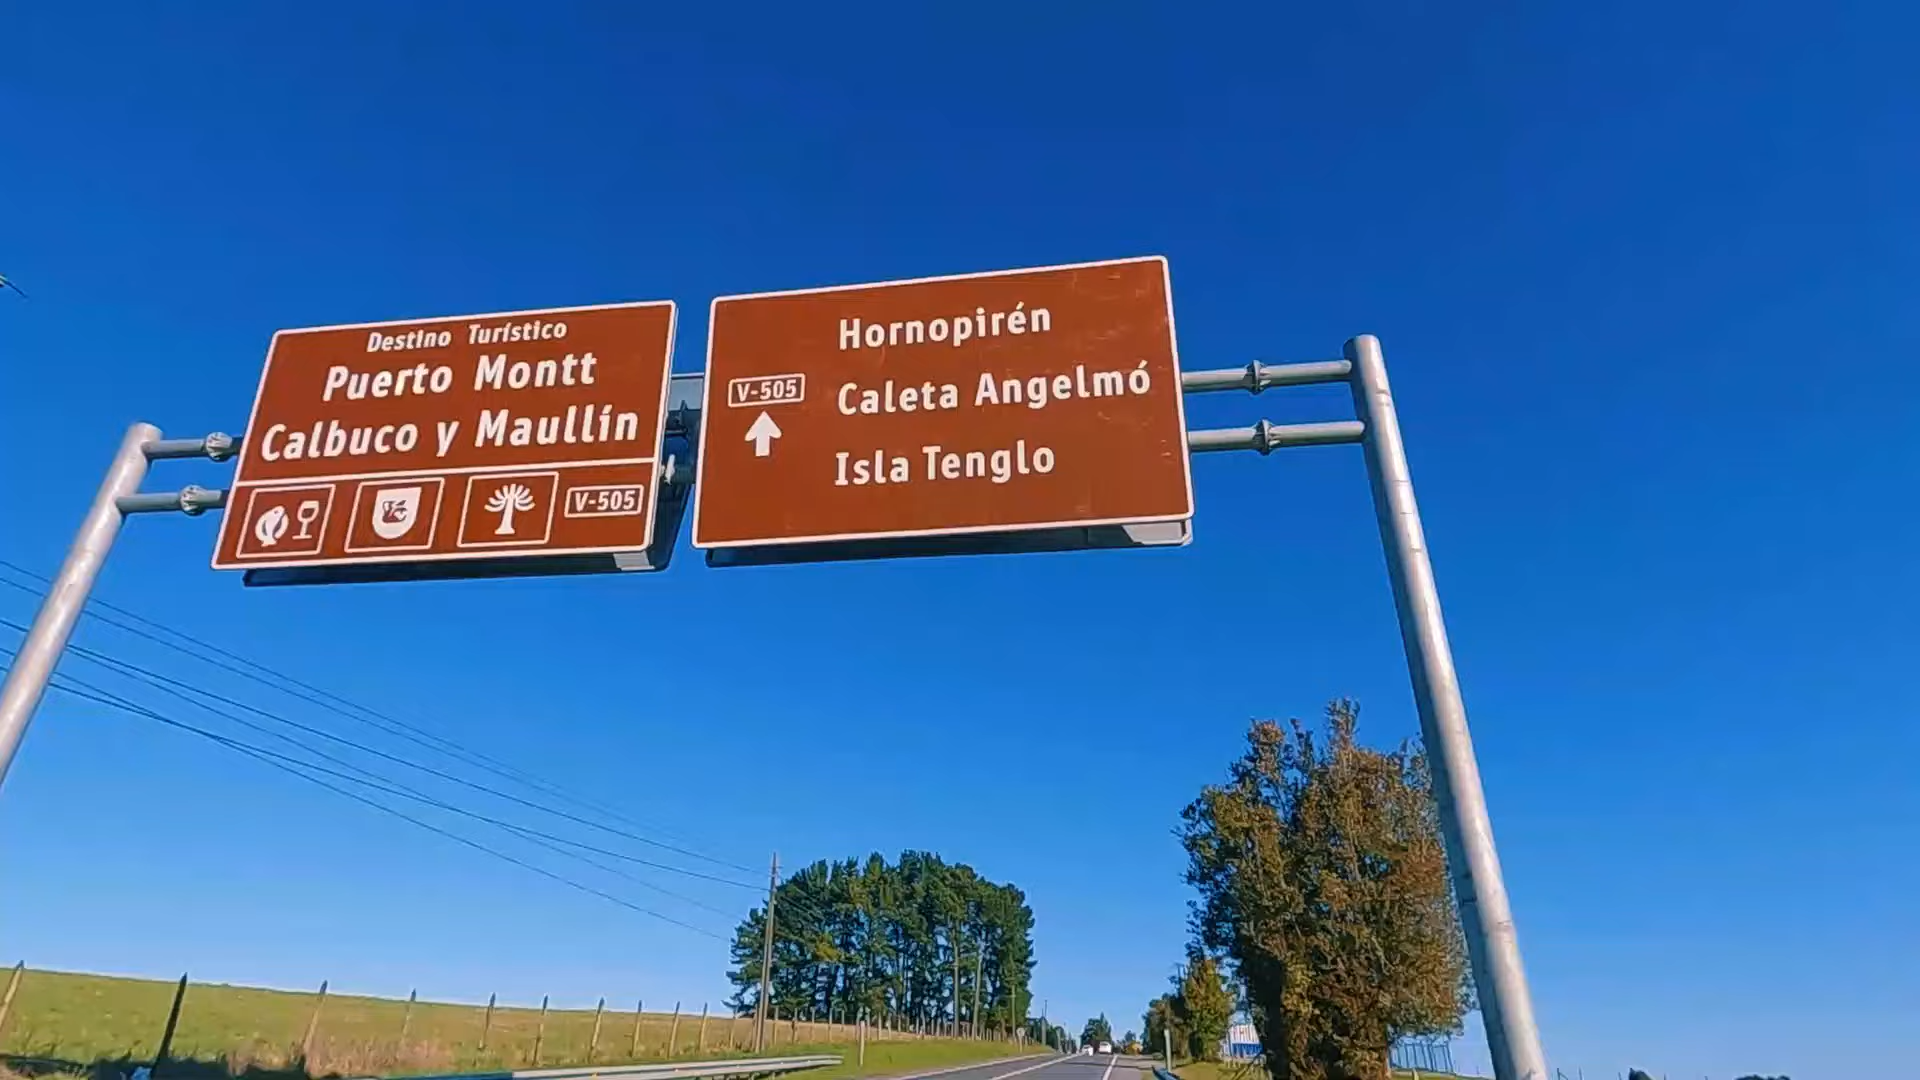 Destino Turístico
Puerto Montt
Calbuco y Maullín
V-505
Hornopirén
V-505
Caleta Angelmó
Isla Tenglo